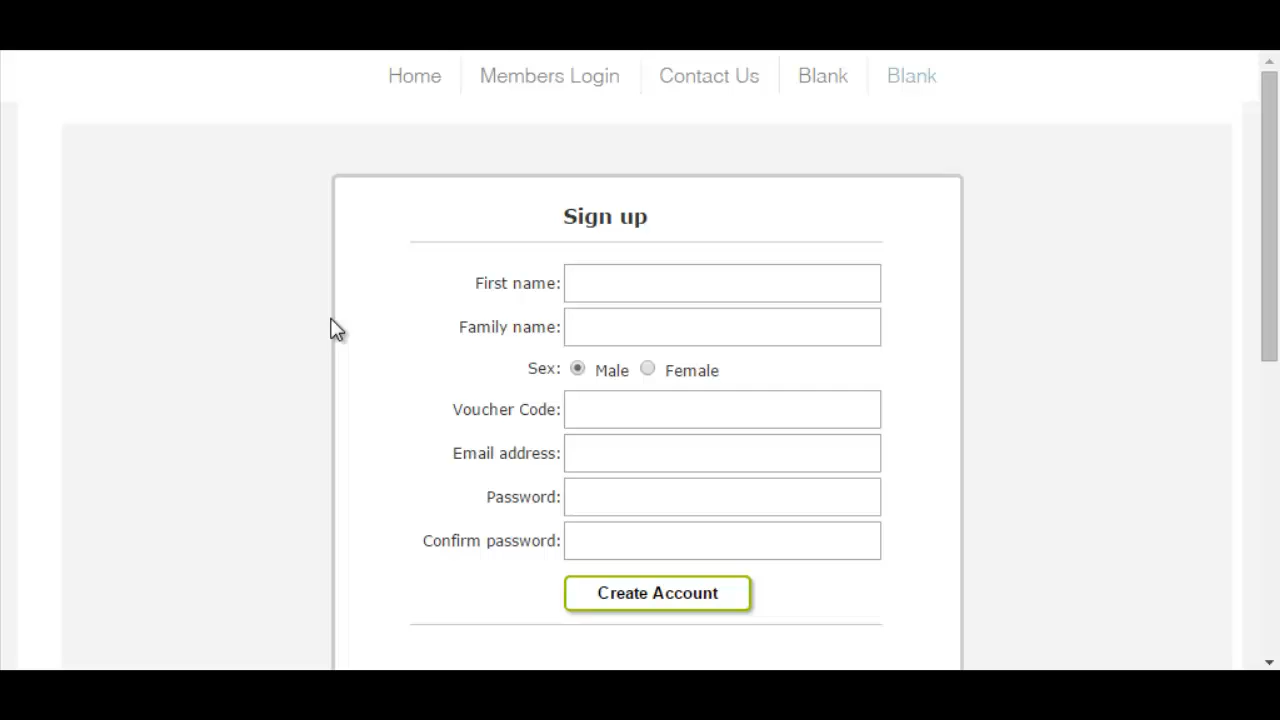 Home Members Login Contact Us Blank Blank
Sign up
First name:
Family name:
Sex: Male Female
Voucher Code:
Email address:
Password:
Confirm password:
Create Account